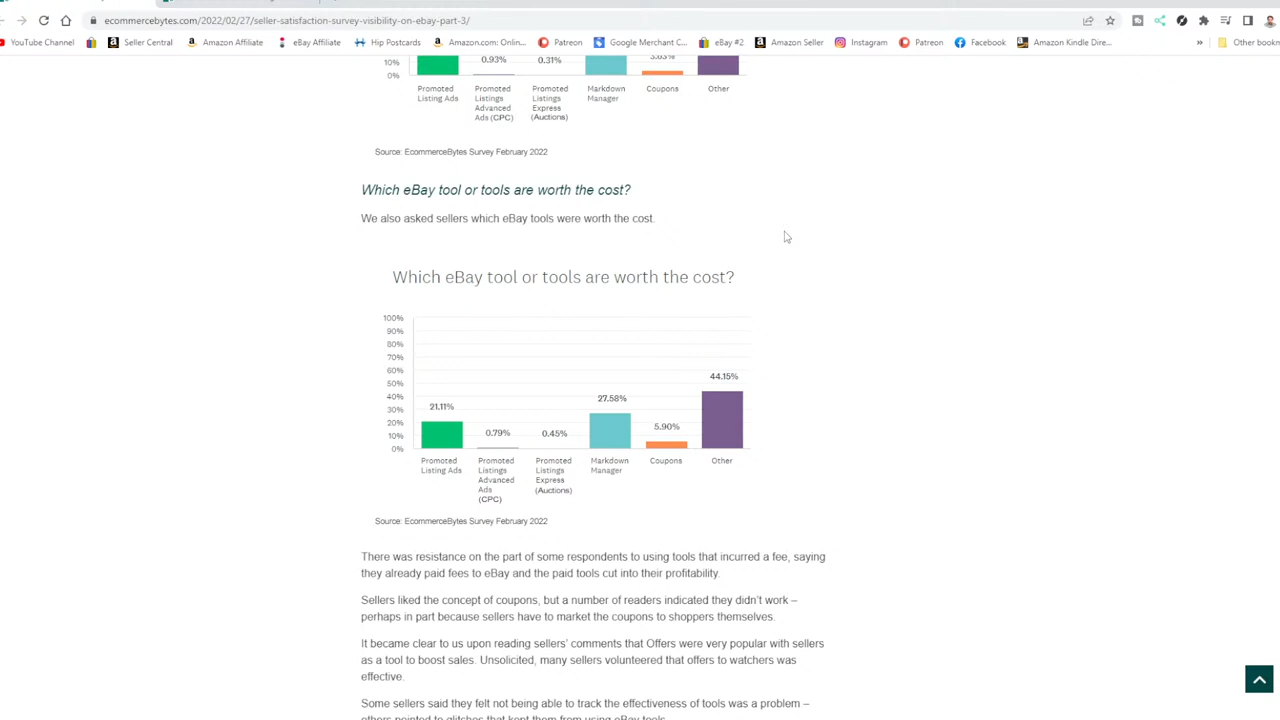 ecommercebytes.com/2022/02/27/seller-satisfaction-survey-visibility-on-ebay-part-3/
YouTube Channel Seller Central Amazon Affiliate eBay Affiliate Hip Postcards Amazon.com: Onlin... Patreon Google Merchant C... eBay #2 Amazon Seller Instagram Patreon Facebook Amazon Kindle Dire... » Other bookm
10% 0.93% 0.31%
0%
Promoted Listing Ads
Promoted Listings Advanced Ads (CPC)
Promoted Listings Express (Auctions)
Markdown Manager
Coupons
Other
Source: EcommerceBytes Survey February 2022
Which eBay tool or tools are worth the cost?
We also asked sellers which eBay tools were worth the cost.
Which eBay tool or tools are worth the cost?
100%
90%
80%
70%
60%
50%
40%
30%
20%
10%
0%
21.11%
0.79%
0.45%
27.58%
5.90%
44.15%
Promoted Listing Ads
Promoted Listings Advanced Ads (CPC)
Promoted Listings Express (Auctions)
Markdown Manager
Coupons
Other
Source: EcommerceBytes Survey February 2022
There was resistance on the part of some respondents to using tools that incurred a fee, saying
they already paid fees to eBay and the paid tools cut into their profitability.
Sellers liked the concept of coupons, but a number of readers indicated they didn't work –
perhaps in part because sellers have to market the coupons to shoppers themselves.
It became clear to us upon reading sellers' comments that Offers were very popular with sellers
as a tool to boost sales. Unsolicited, many sellers volunteered that offers to watchers was
effective.
Some sellers said they felt not being able to track the effectiveness of tools was a problem –
others pointed to glitches that kept them from using eBay tools.